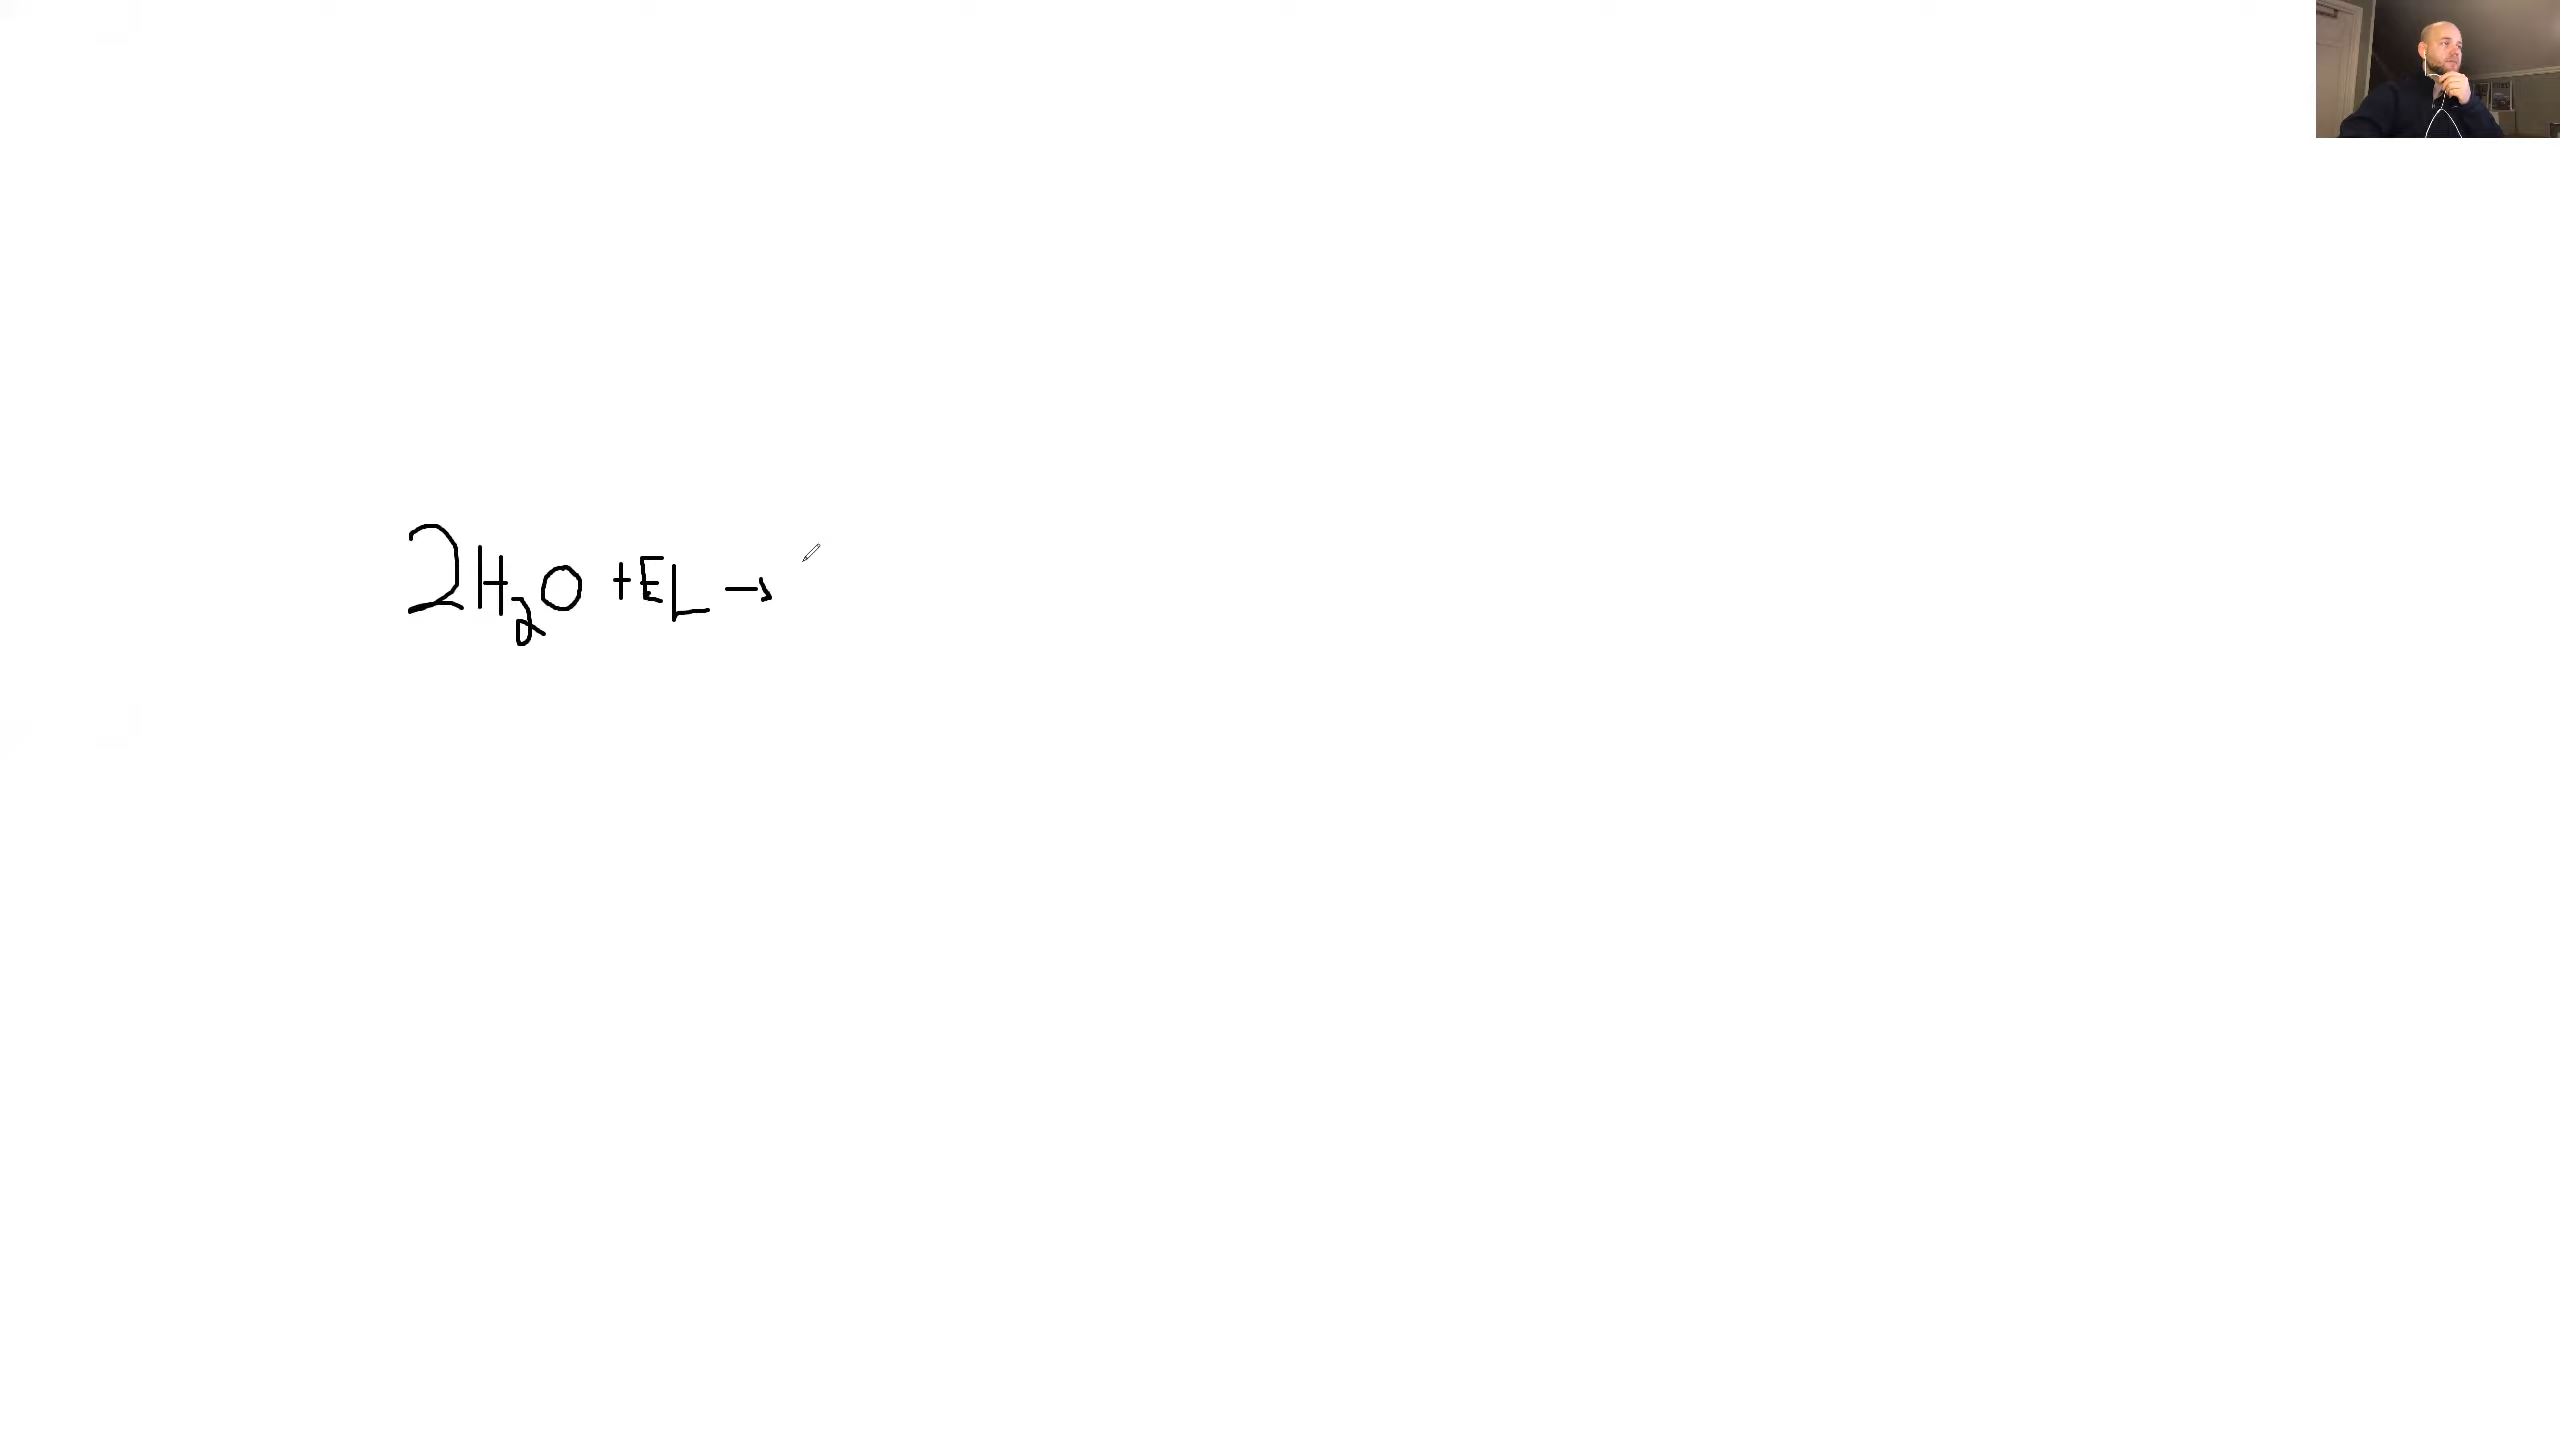 2H₂O + EL →